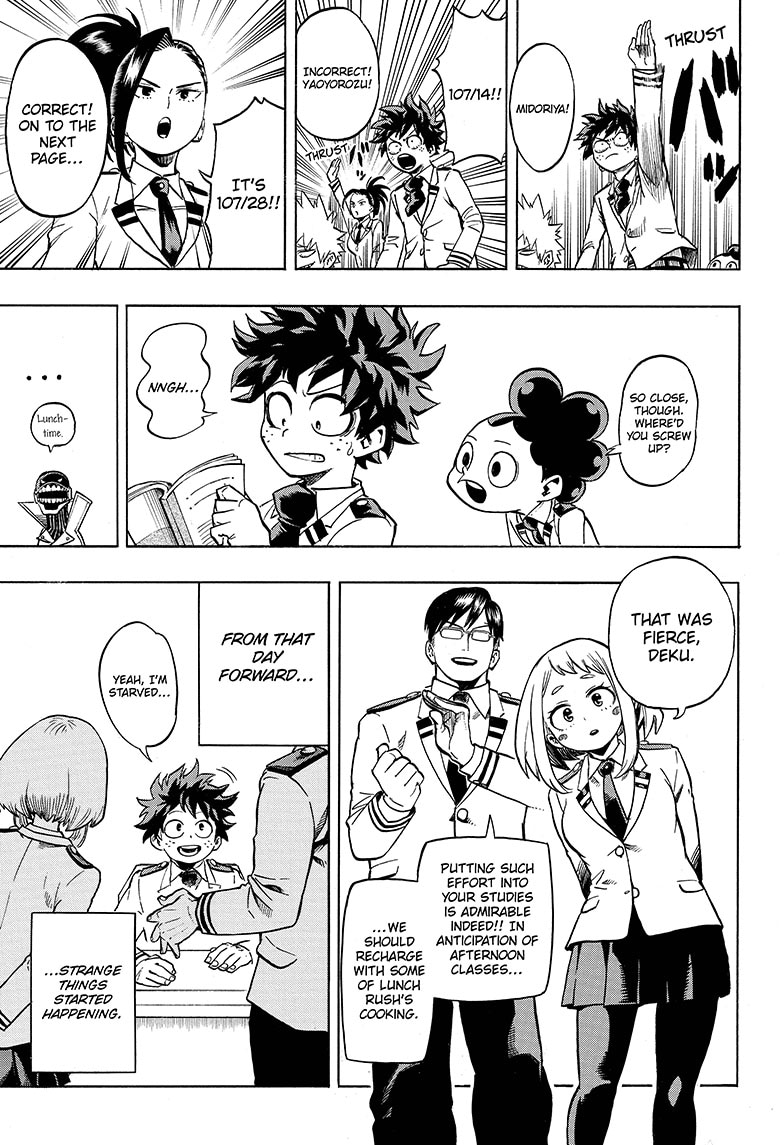 THRUST
MIDORIYA!
107/14!!
INCORRECT!
YAOYOROZU!
THRUST
IT'S
107/28!!
CORRECT!
ON TO THE
NEXT
PAGE...
SO CLOSE,
THOUGH.
WHERE'D
YOU SCREW
UP?
NNGH...
...
Lunch-
time.
THAT WAS
FIERCE,
DEKU.
PUTTING SUCH
EFFORT INTO
YOUR STUDIES
IS ADMIRABLE
INDEED!! IN
ANTICIPATION OF
AFTERNOON
CLASSES...
...WE
SHOULD
RECHARGE
WITH SOME
OF LUNCH
RUSH'S
COOKING.
FROM THAT
DAY
FORWARD...
YEAH, I'M
STARVED...
...STRANGE
THINGS
STARTED
HAPPENING.